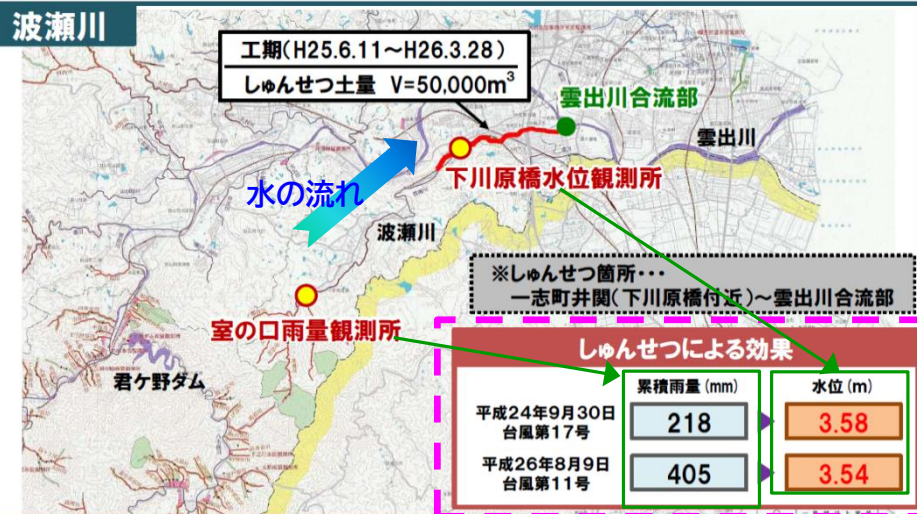 波瀬川
工期(H25.6.11～H26.3.28)
しゅんせつ土量 V=50,000m³
雲出川合流部
雲出川
下川原橋水位観測所
水の流れ
波瀬川
※しゅんせつ箇所･･･
一志町井関(下川原橋付近)～雲出川合流部
室の口雨量観測所
君ケ野ダム
しゅんせつによる効果
累積雨量(mm) 水位(m)
平成24年9月30日
台風第17号
218 3.58
平成26年8月9日
台風第11号
405 3.54